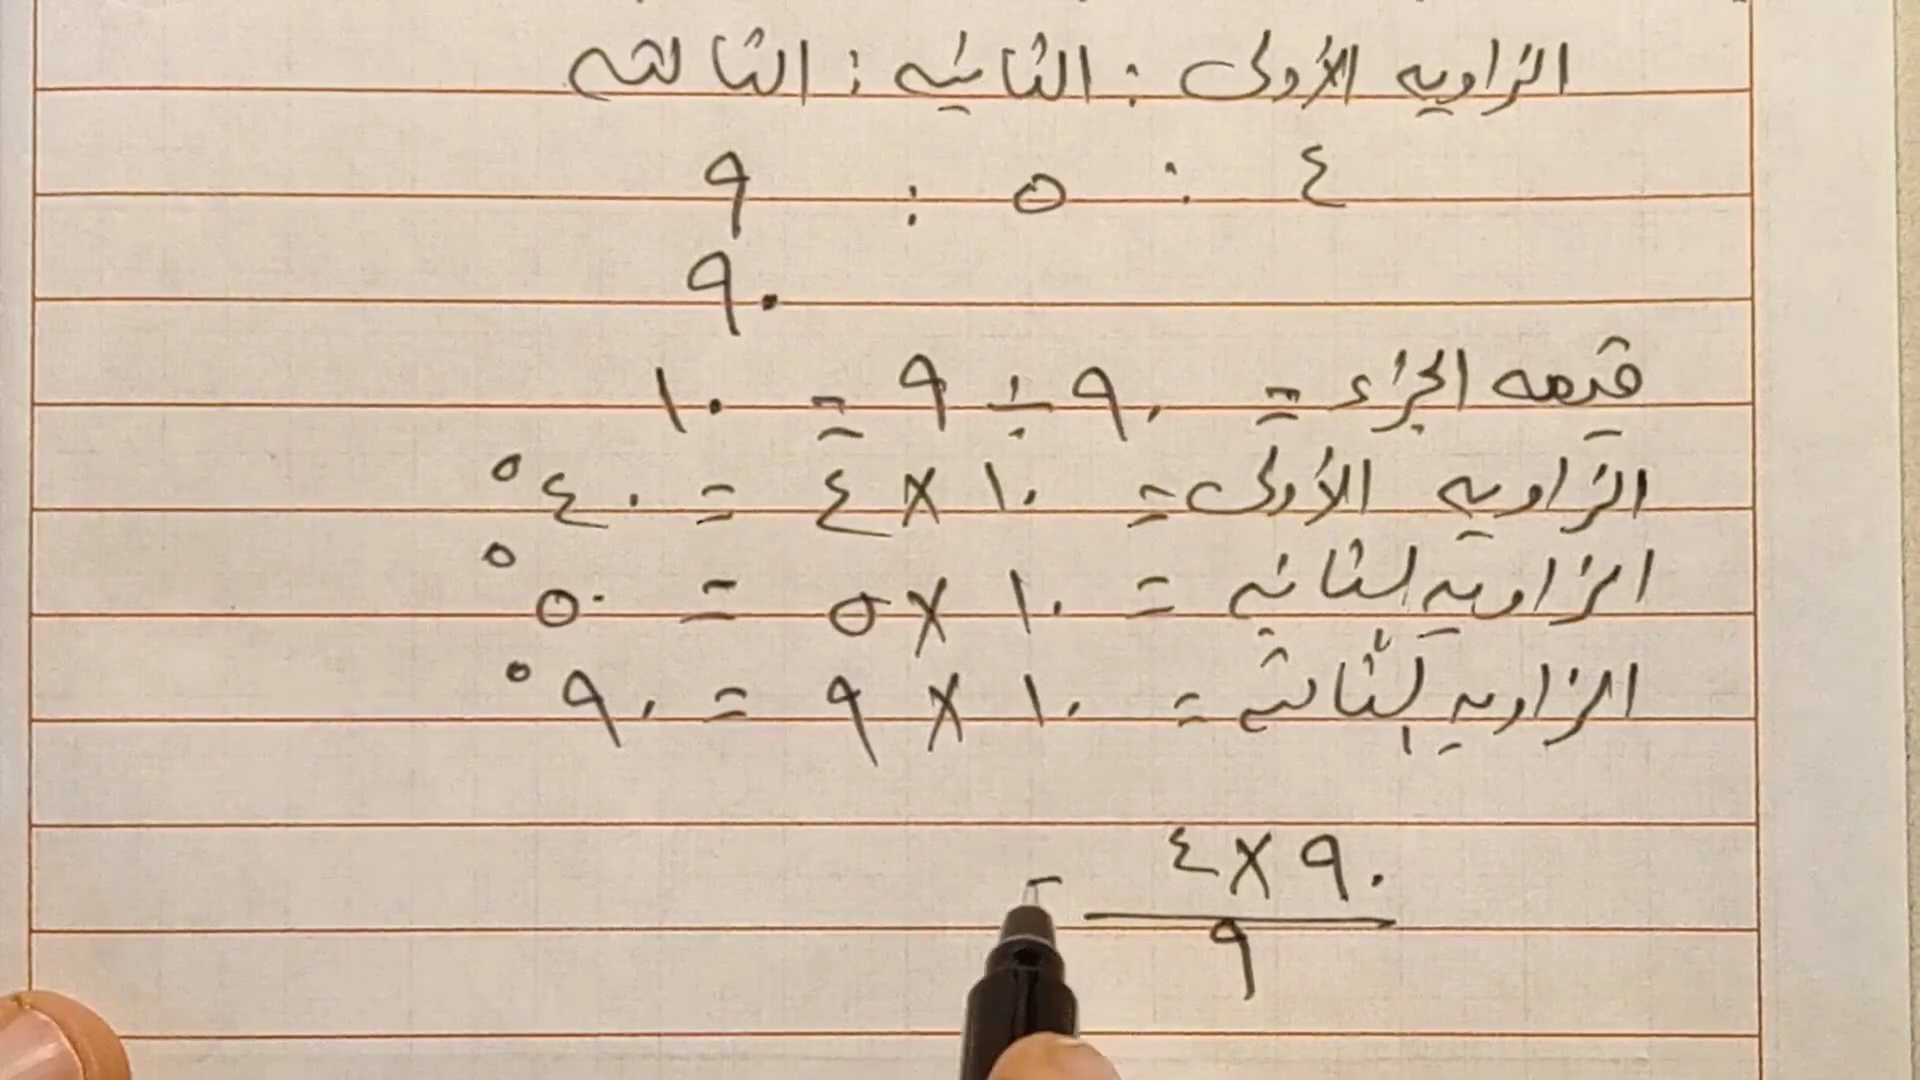 الزاويه الأولى : الثانيه : الثالثه
٤ : ٥ : ٩
٩٠
قيمه الجزء = ٩٠ ÷ ٩ = ١٠
الزاويه الأولى = ١٠ × ٤ = ٤٠°
الزاويه الثانيه = ١٠ × ٥ = ٥٠°
الزاويه الثالثه = ١٠ × ٩ = ٩٠°
٩٠ × ٤ -
٩